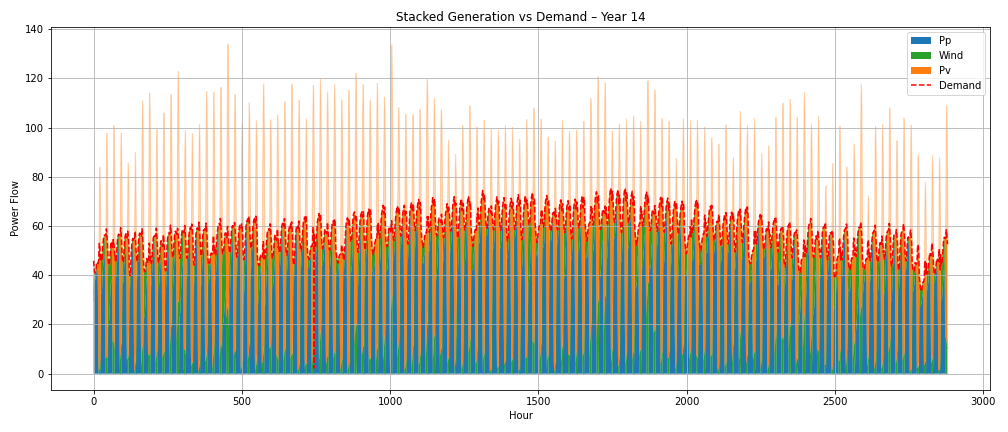 Stacked Generation vs Demand – Year 14
140
120
100
80
60
40
20
0
Power Flow
0
500
1000
1500
2000
2500
3000
Hour
Pp
Wind
Pv
Demand